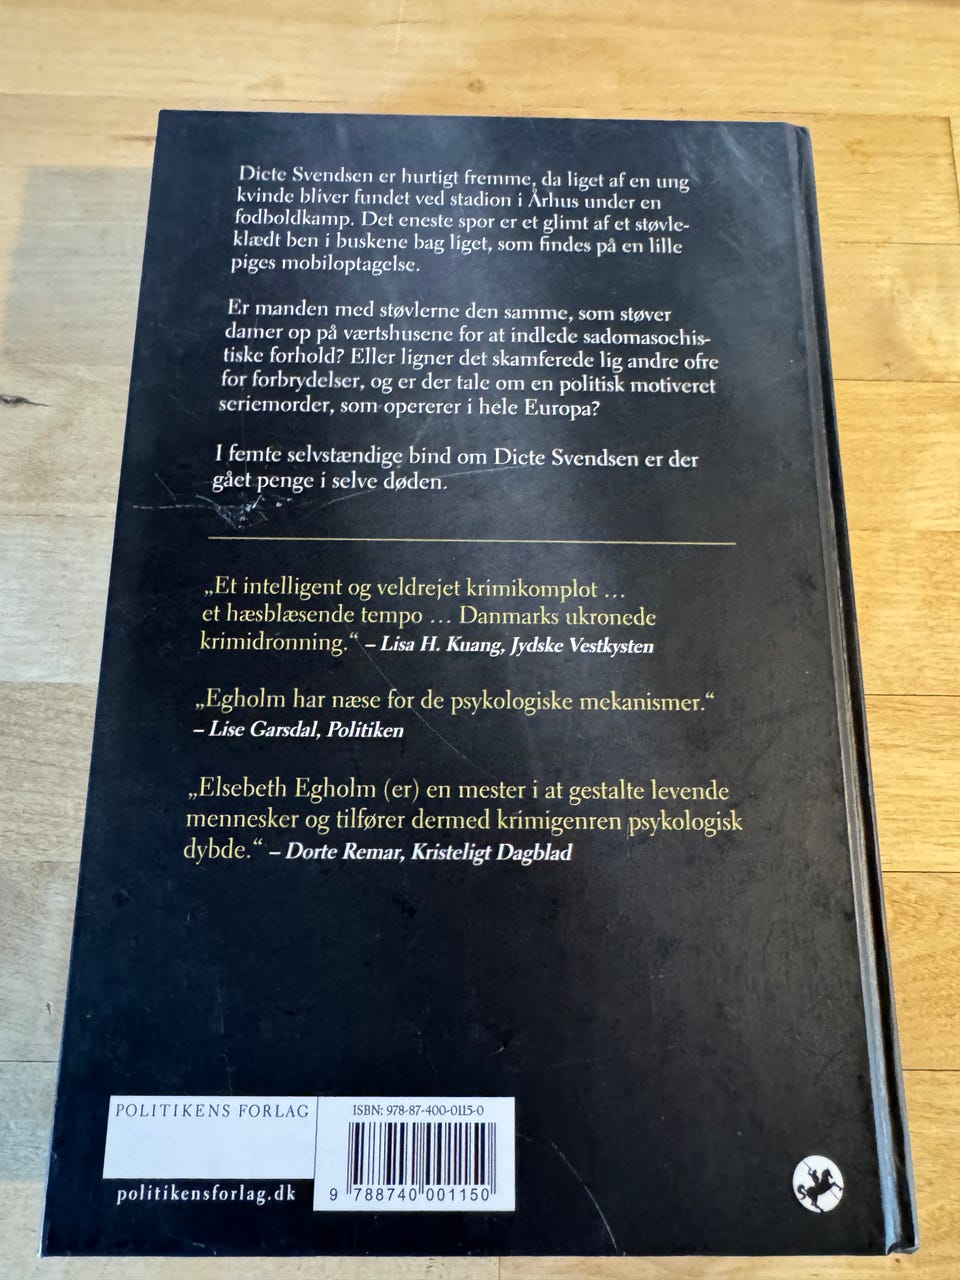 Dicte Svendsen er hurtigt fremme, da liget af en ung
kvinde bliver fundet ved stadion i Århus under en
fodboldkamp. Det eneste spor er et glimt af et støvle-
klædt ben i buskene bag liget, som findes på en lille
piges mobiloptagelse.
Er manden med støvlerne den samme, som støver
damer op på værtshusene for at indlede sadomasochis-
tiske forhold? Eller ligner det skamferede lig andre ofre
for forbrydelser, og er der tale om en politisk motiveret
seriemorder, som opererer i hele Europa?
I femte selvstændige bind om Dicte Svendsen er der
gået penge i selve døden.
„Et intelligent og veldrejet krimikomplot ...
et hæsblæsende tempo ... Danmarks ukronede
krimidronning.“ – Lisa H. Kuang, Jydske Vestkysten
„Egholm har næse for de psykologiske mekanismer.“
– Lise Garsdal, Politiken
„Elsebeth Egholm (er) en mester i at gestalte levende
mennesker og tilfører dermed krimigenren psykologisk
dybde.“ – Dorte Remar, Kristeligt Dagblad
POLITIKENS FORLAG
politikensforlag.dk
ISBN: 978-87-400-0115-0
9 788740 001150